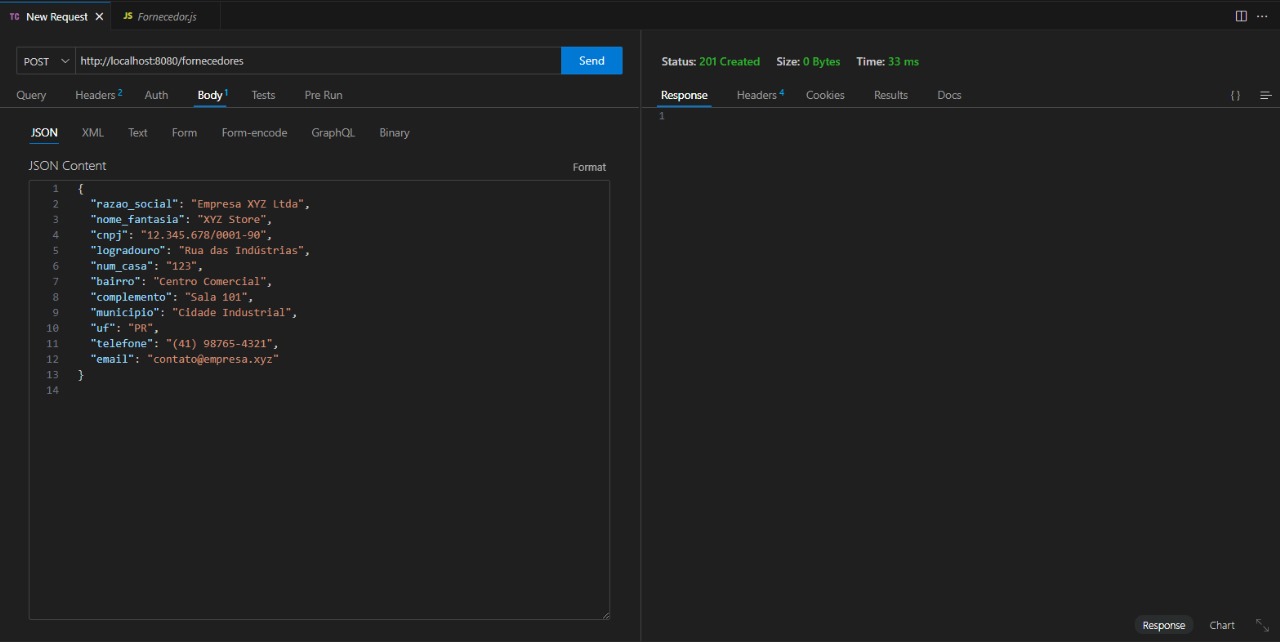 TC New Request × JS Fornecedor.js ...
POST http://localhost:8080/fornecedores Send
Query Headers 2 Auth Body 1 Tests Pre Run
JSON XML Text Form Form-encode GraphQL Binary
JSON Content Format
1 {
2 "razao_social": "Empresa XYZ Ltda",
3 "nome_fantasia": "XYZ Store",
4 "cnpj": "12.345.678/0001-90",
5 "logradouro": "Rua das Indústrias",
6 "num_casa": "123",
7 "bairro": "Centro Comercial",
8 "complemento": "Sala 101",
9 "municipio": "Cidade Industrial",
10 "uf": "PR",
11 "telefone": "(41) 98765-4321",
12 "email": "contato@empresa.xyz"
13 }
14
Status: 201 Created Size: 0 Bytes Time: 33 ms
Response Headers 4 Cookies Results Docs { }
1
Response Chart